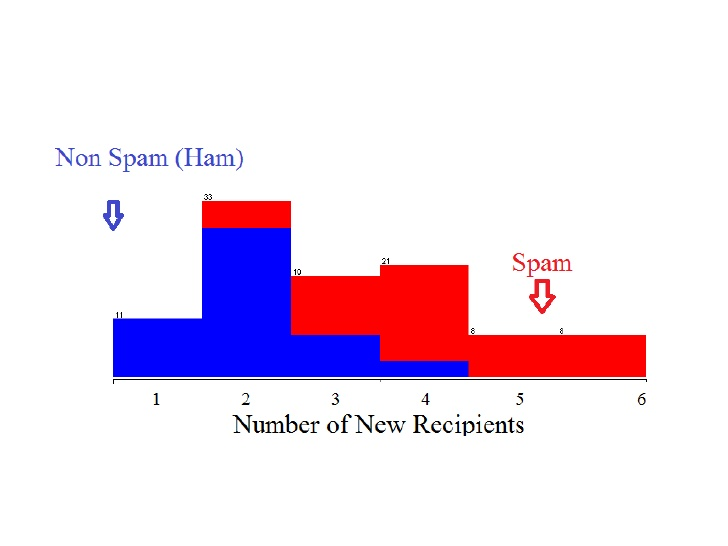 Non Spam (Ham)
33
Spam
21
19
11
8 8
1 2 3 4 5 6
Number of New Recipients